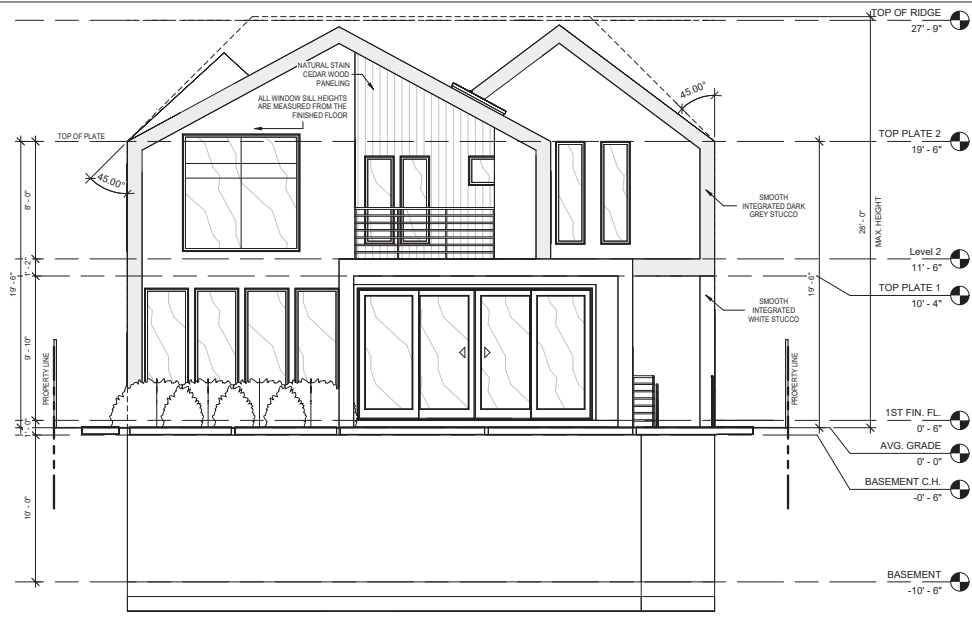 TOP OF RIDGE
27' - 9"
NATURAL STAIN
CEDAR WOOD
PANELING
ALL WINDOW SILL HEIGHTS
ARE MEASURED FROM THE
FINISHED FLOOR
45.00°
TOP OF PLATE
TOP PLATE 2
19' - 6"
45.00°
8' - 0"
SMOOTH
INTEGRATED DARK
GREY STUCCO
28' - 0"
MAX. HEIGHT
Level 2
11' - 6"
1' - 2"
19' - 6"
19' - 6"
TOP PLATE 1
10' - 4"
SMOOTH
INTEGRATED
WHITE STUCCO
9' - 10"
PROPERTY LINE
PROPERTY LINE
1ST FIN. FL.
0' - 6"
1' - 0"
AVG. GRADE
0' - 0"
BASEMENT C.H.
-0' - 6"
10' - 0"
BASEMENT
-10' - 6"